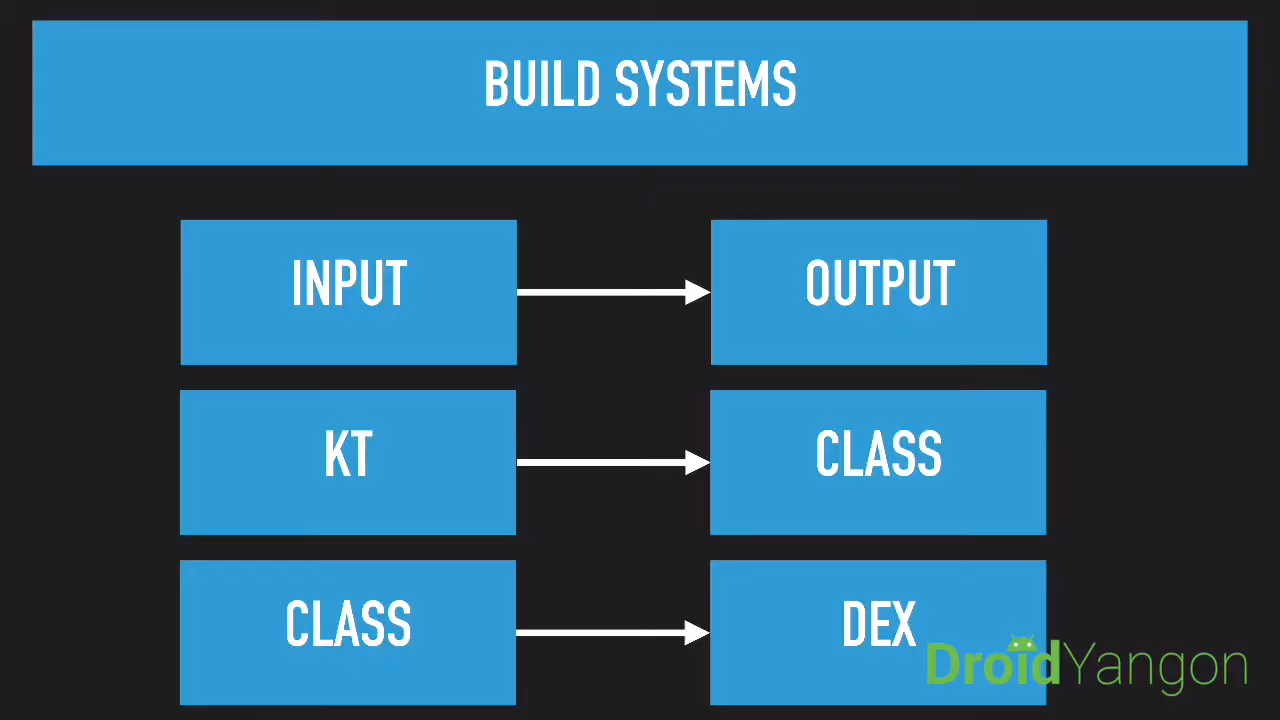 BUILD SYSTEMS
INPUT
OUTPUT
KT
CLASS
CLASS
DEX
DroidYangon